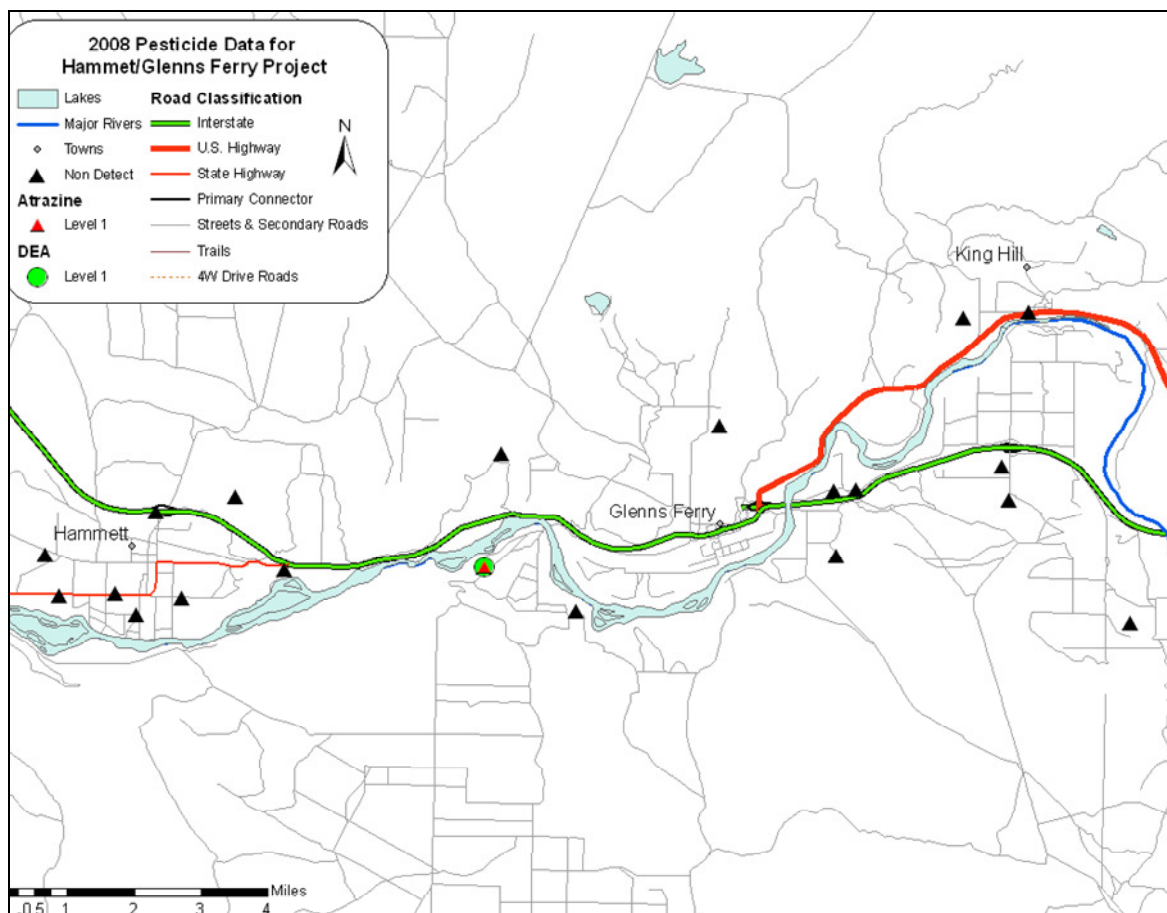 2008 Pesticide Data for
Hammet/Glenns Ferry Project
Lakes
Major Rivers
Towns
Non Detect
Atrazine
Level 1
DEA
Level 1
Road Classification
Interstate
U.S. Highway
State Highway
Primary Connector
Streets & Secondary Roads
Trails
4W Drive Roads
N
King Hill
Glenns Ferry
Hammett
Miles
0.5 1 2 3 4